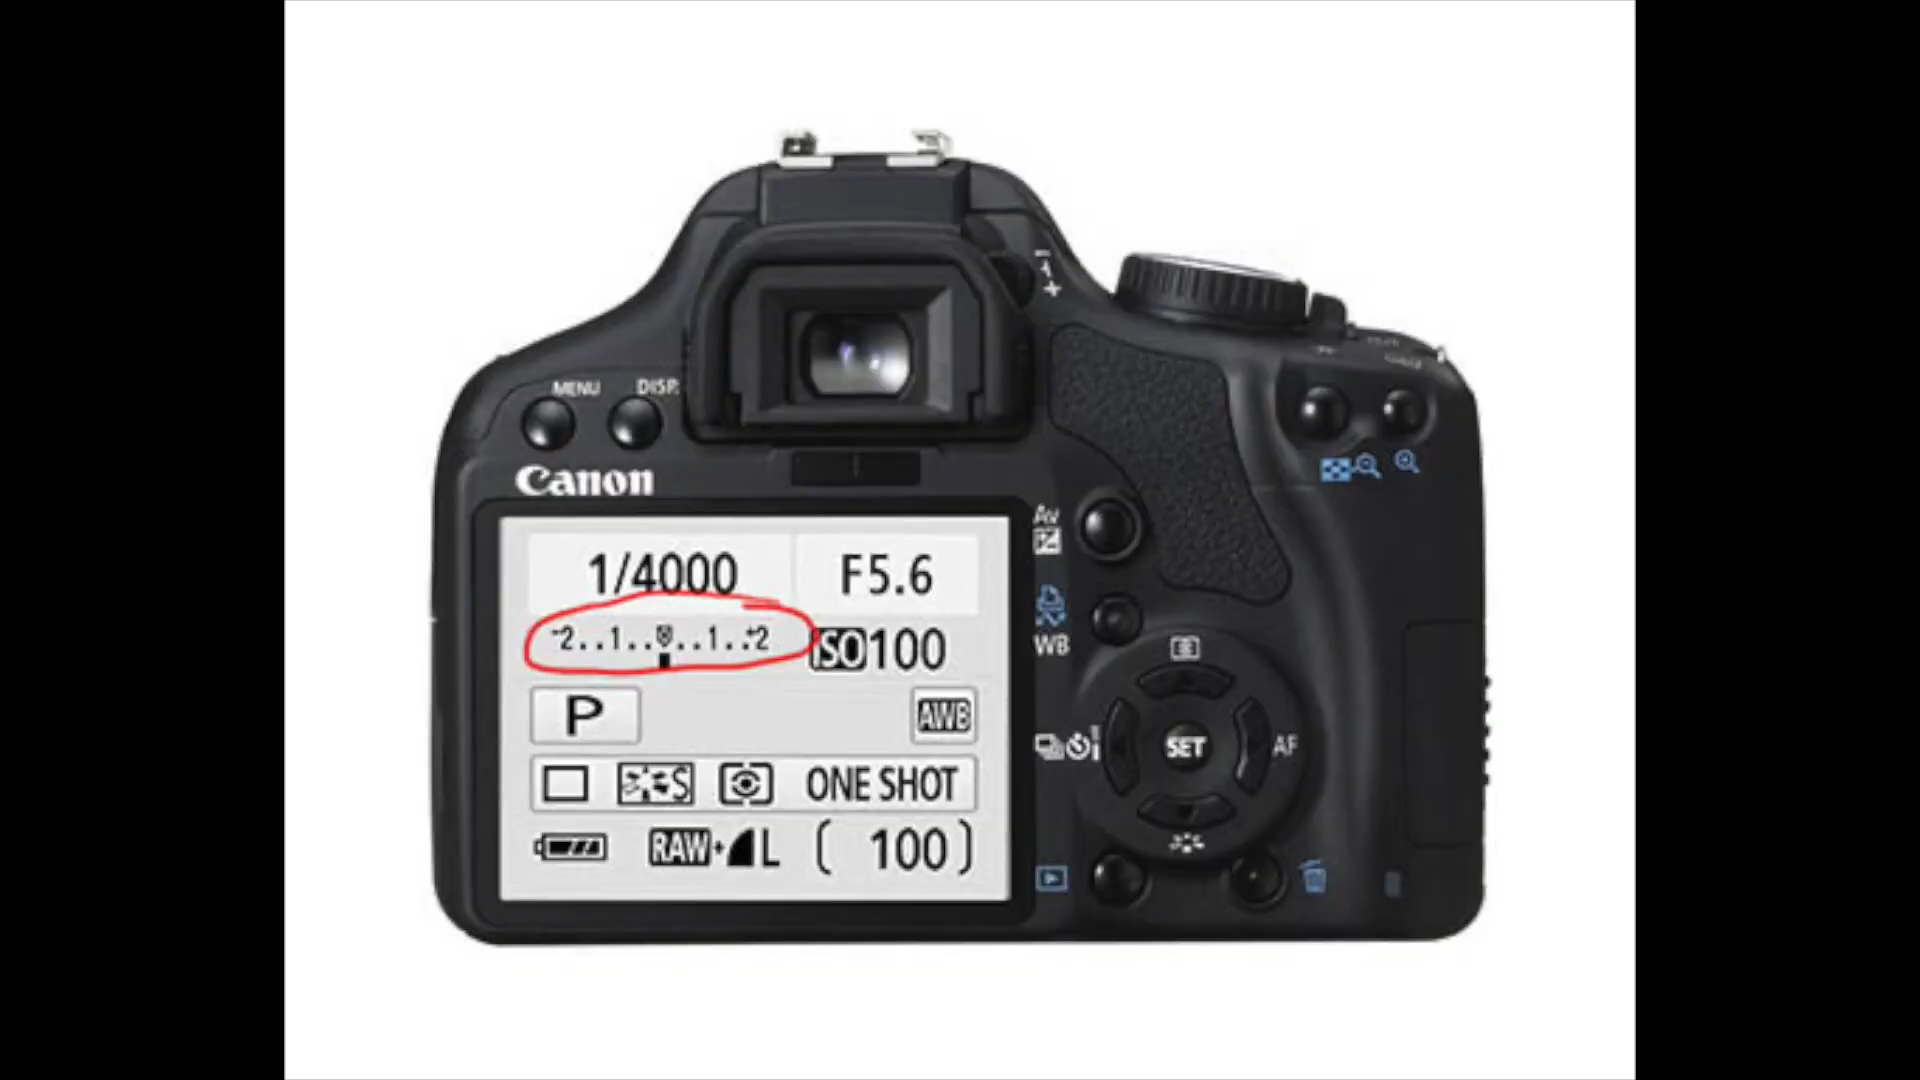 MENU DISP.
Canon
Av
1/4000 F5.6
-2..1..0..1..+2 ISO100
WB
P AWB
SET AF
S ONE SHOT
RAW+L ( 100 )